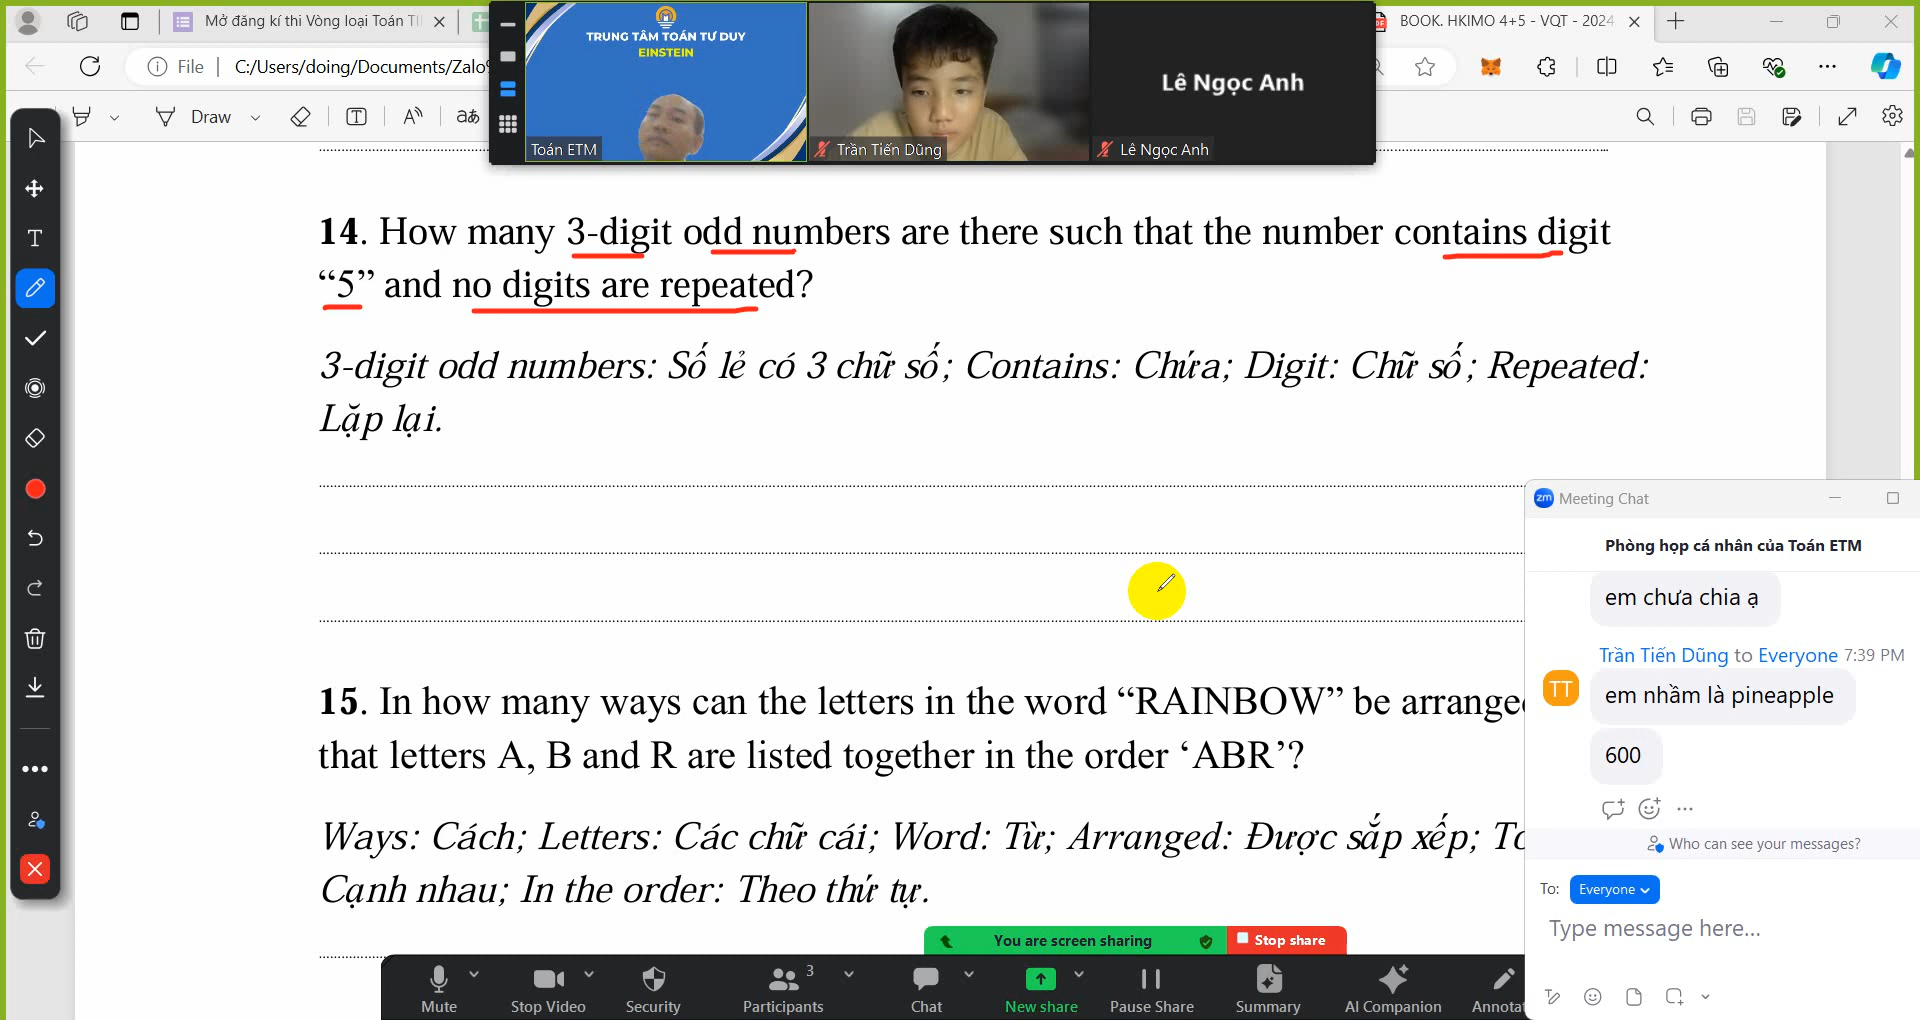 Mở đăng kí thi Vòng loại Toán TI
BOOK. HKIMO 4+5 - VQT - 2024
File
C:/Users/doing/Documents/Zalo
Draw
TRUNG TÂM TOÁN TƯ DUY
EINSTEIN
Toán ETM
Trần Tiến Dũng
Lê Ngọc Anh
Lê Ngọc Anh
14. How many 3-digit odd numbers are there such that the number contains digit
“5” and no digits are repeated?
3-digit odd numbers: Số lẻ có 3 chữ số; Contains: Chứa; Digit: Chữ số; Repeated:
Lặp lại.
15. In how many ways can the letters in the word “RAINBOW” be arrange
that letters A, B and R are listed together in the order ‘ABR’?
Ways: Cách; Letters: Các chữ cái; Word: Từ; Arranged: Được sắp xếp; To
Cạnh nhau; In the order: Theo thứ tự.
Meeting Chat
Phòng họp cá nhân của Toán ETM
em chưa chia ạ
Trần Tiến Dũng to Everyone 7:39 PM
TT
em nhầm là pineapple
600
Who can see your messages?
To: Everyone
Type message here...
You are screen sharing
Stop share
Mute
Stop Video
Security
Participants 3
Chat
New share
Pause Share
Summary
AI Companion
Annotat